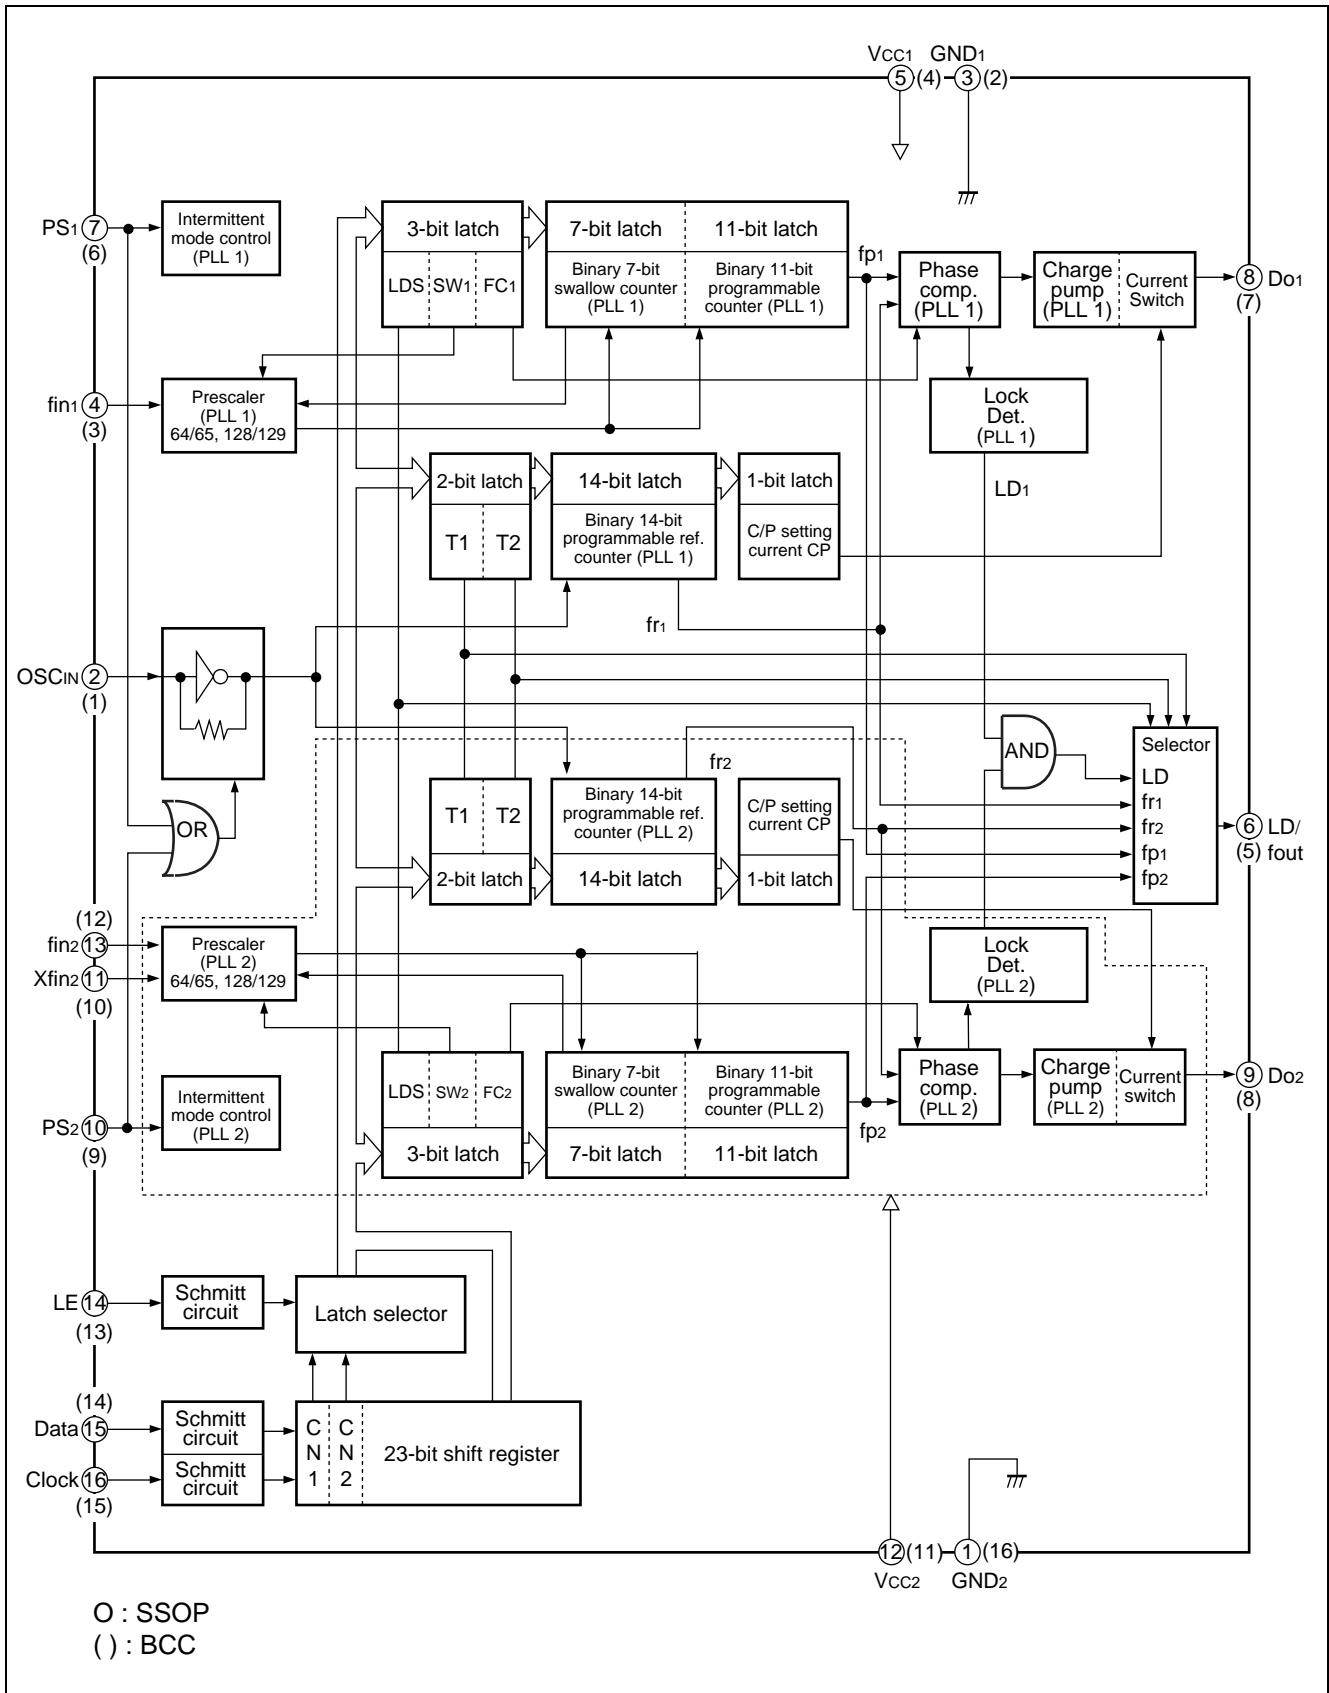 VCC1 GND1
5 (4) 3 (2)
PS1 7
(6)
Intermittent
mode control
(PLL 1)
3-bit latch
LDS SW1 FC1
7-bit latch
11-bit latch
Binary 7-bit
swallow counter
(PLL 1)
Binary 11-bit
programmable
counter (PLL 1)
fp1
Phase
comp.
(PLL 1)
Charge
pump
(PLL 1)
Current
Switch
8 Do1
(7)
fin1 4
(3)
Prescaler
(PLL 1)
64/65, 128/129
Lock
Det.
(PLL 1)
LD1
2-bit latch
T1 T2
14-bit latch
Binary 14-bit
programmable ref.
counter (PLL 1)
1-bit latch
C/P setting
current CP
fr1
OSCIN 2
(1)
OR
AND
Selector
LD
fr1
fr2
fp1
fp2
6 LD/
(5) fout
fr2
T1 T2
2-bit latch
Binary 14-bit
programmable ref.
counter (PLL 2)
14-bit latch
C/P setting
current CP
1-bit latch
(12)
fin2 13
Xfin2 11
(10)
Prescaler
(PLL 2)
64/65, 128/129
Lock
Det.
(PLL 2)
LDS SW2 FC2
3-bit latch
Binary 7-bit
swallow counter
(PLL 2)
Binary 11-bit
programmable
counter (PLL 2)
7-bit latch
11-bit latch
fp2
Phase
comp.
(PLL 2)
Charge
pump
(PLL 2)
Current
switch
9 Do2
(8)
Intermittent
mode control
(PLL 2)
PS2 10
(9)
LE 14
(13)
Schmitt
circuit
Latch selector
(14)
Data 15
Schmitt
circuit
Clock 16
(15)
Schmitt
circuit
C
N
1
C
N
2
23-bit shift register
12 (11) 1 (16)
VCC2 GND2
O : SSOP
( ) : BCC